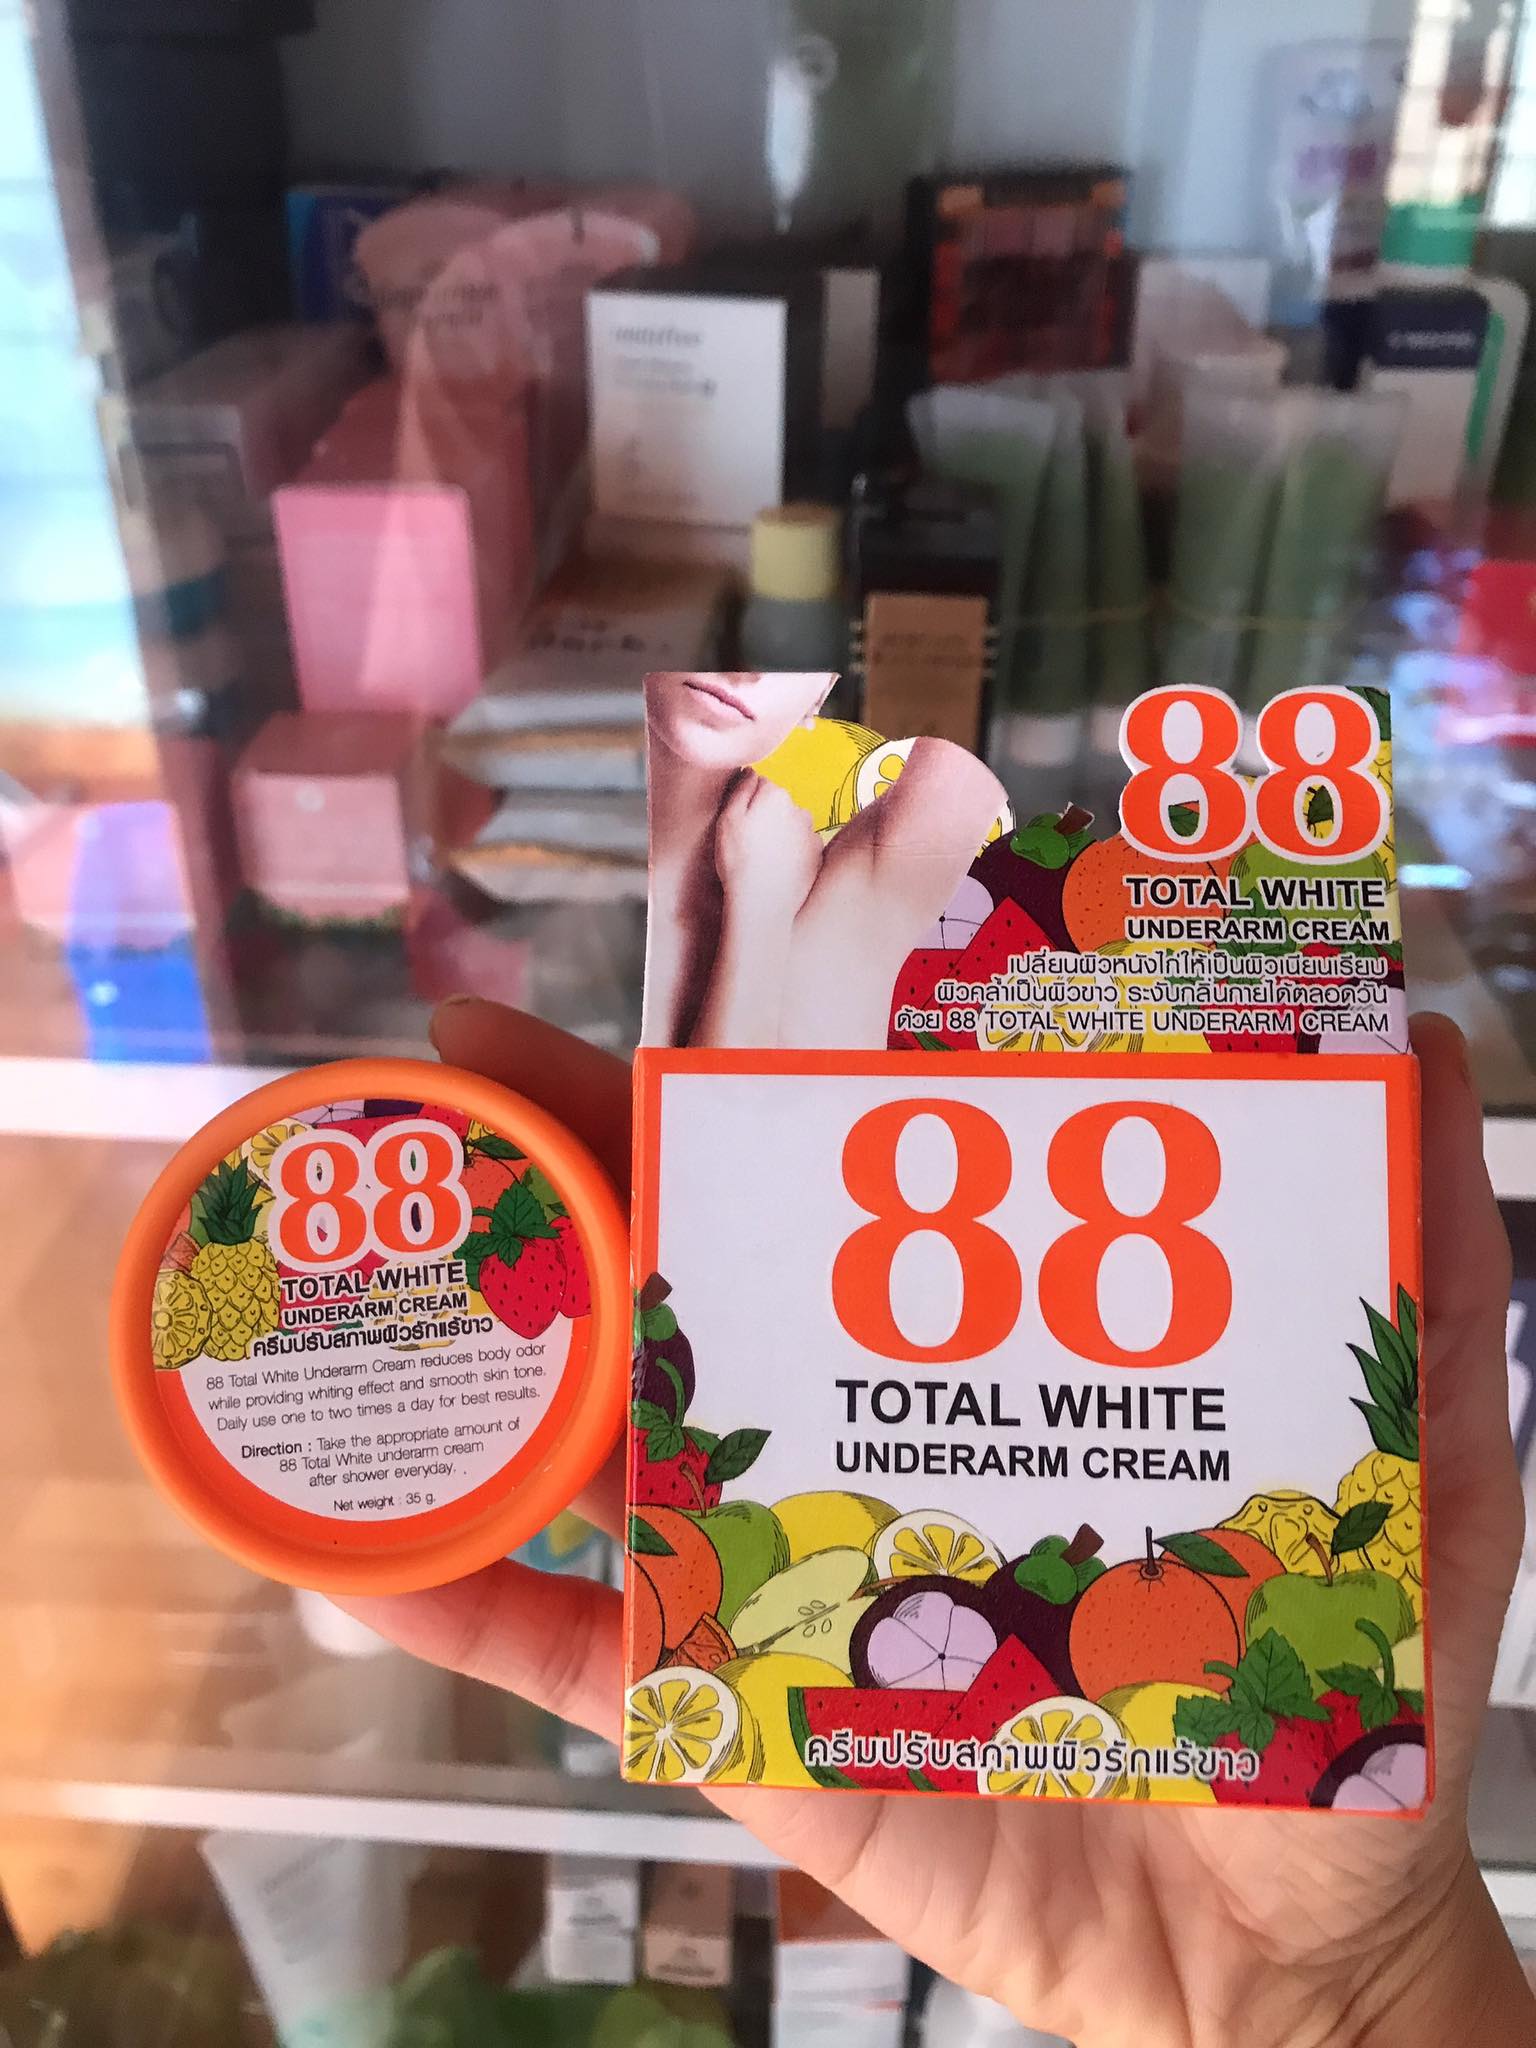 88
TOTAL WHITE
UNDERARM CREAM
เปลี่ยนผิวหนังไก่ให้เป็นผิวเนียนเรียบ
ผิวคล้ำเป็นผิวขาว ระงับกลิ่นกายได้ตลอดวัน
ด้วย 88 TOTAL WHITE UNDERARM CREAM
88
TOTAL WHITE
UNDERARM CREAM
ครีมปรับสภาพผิวรักแร้ขาว
88
TOTAL WHITE
UNDERARM CREAM
ครีมปรับสภาพผิวรักแร้ขาว
88 Total White Underarm Cream reduces body odor
while providing whiting effect and smooth skin tone.
Daily use one to two times a day for best results.
Direction : Take the appropriate amount of
88 Total White underarm cream
after shower everyday.
Net weight : 35 g.
innisfree